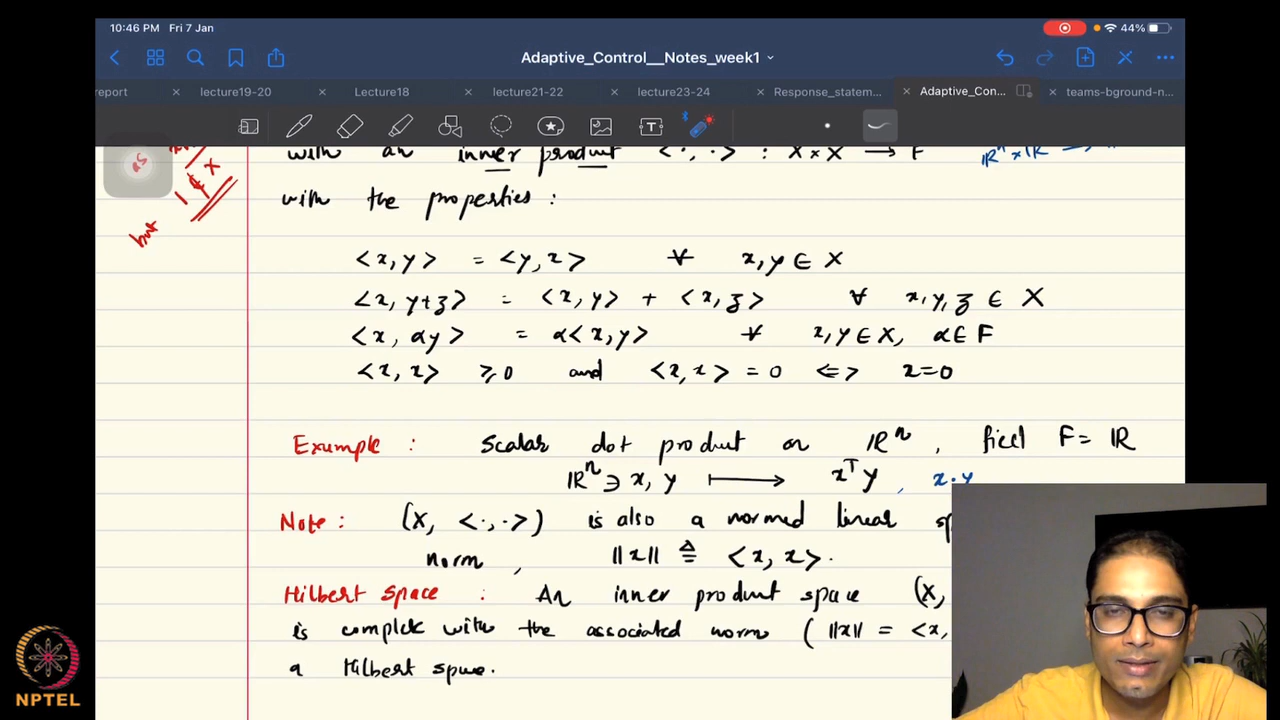 10:46 PM Fri 7 Jan
44%
Adaptive_Control__Notes_week1
report
lecture19-20
Lecture18
lecture21-22
lecture23-24
Response_statem...
Adaptive_Con...
teams-bground-n...
with an inner product <·,·> : X×X → F
with the properties :
but 1 ∉ X
<x,y> = <y,x> ∀ x,y ∈ X
<x, y+z> = <x,y> + <x,z> ∀ x,y,z ∈ X
<x, αy> = α<x,y> ∀ x,y ∈ X, α ∈ F
<x,x> ≥ 0 and <x,x> = 0 <=> x=0
Example : Scalar dot product on ℝⁿ, field F = ℝ
ℝⁿ ∋ x, y ⟼ xᵀy , x·y
Note : (X, <·,·>) is also a normed linear
norm , ||x|| ≜ <x,x>.
Hilbert space : An inner product space (X,
is complete with the associated norm (||x|| = <x,
a Hilbert space.
NPTEL